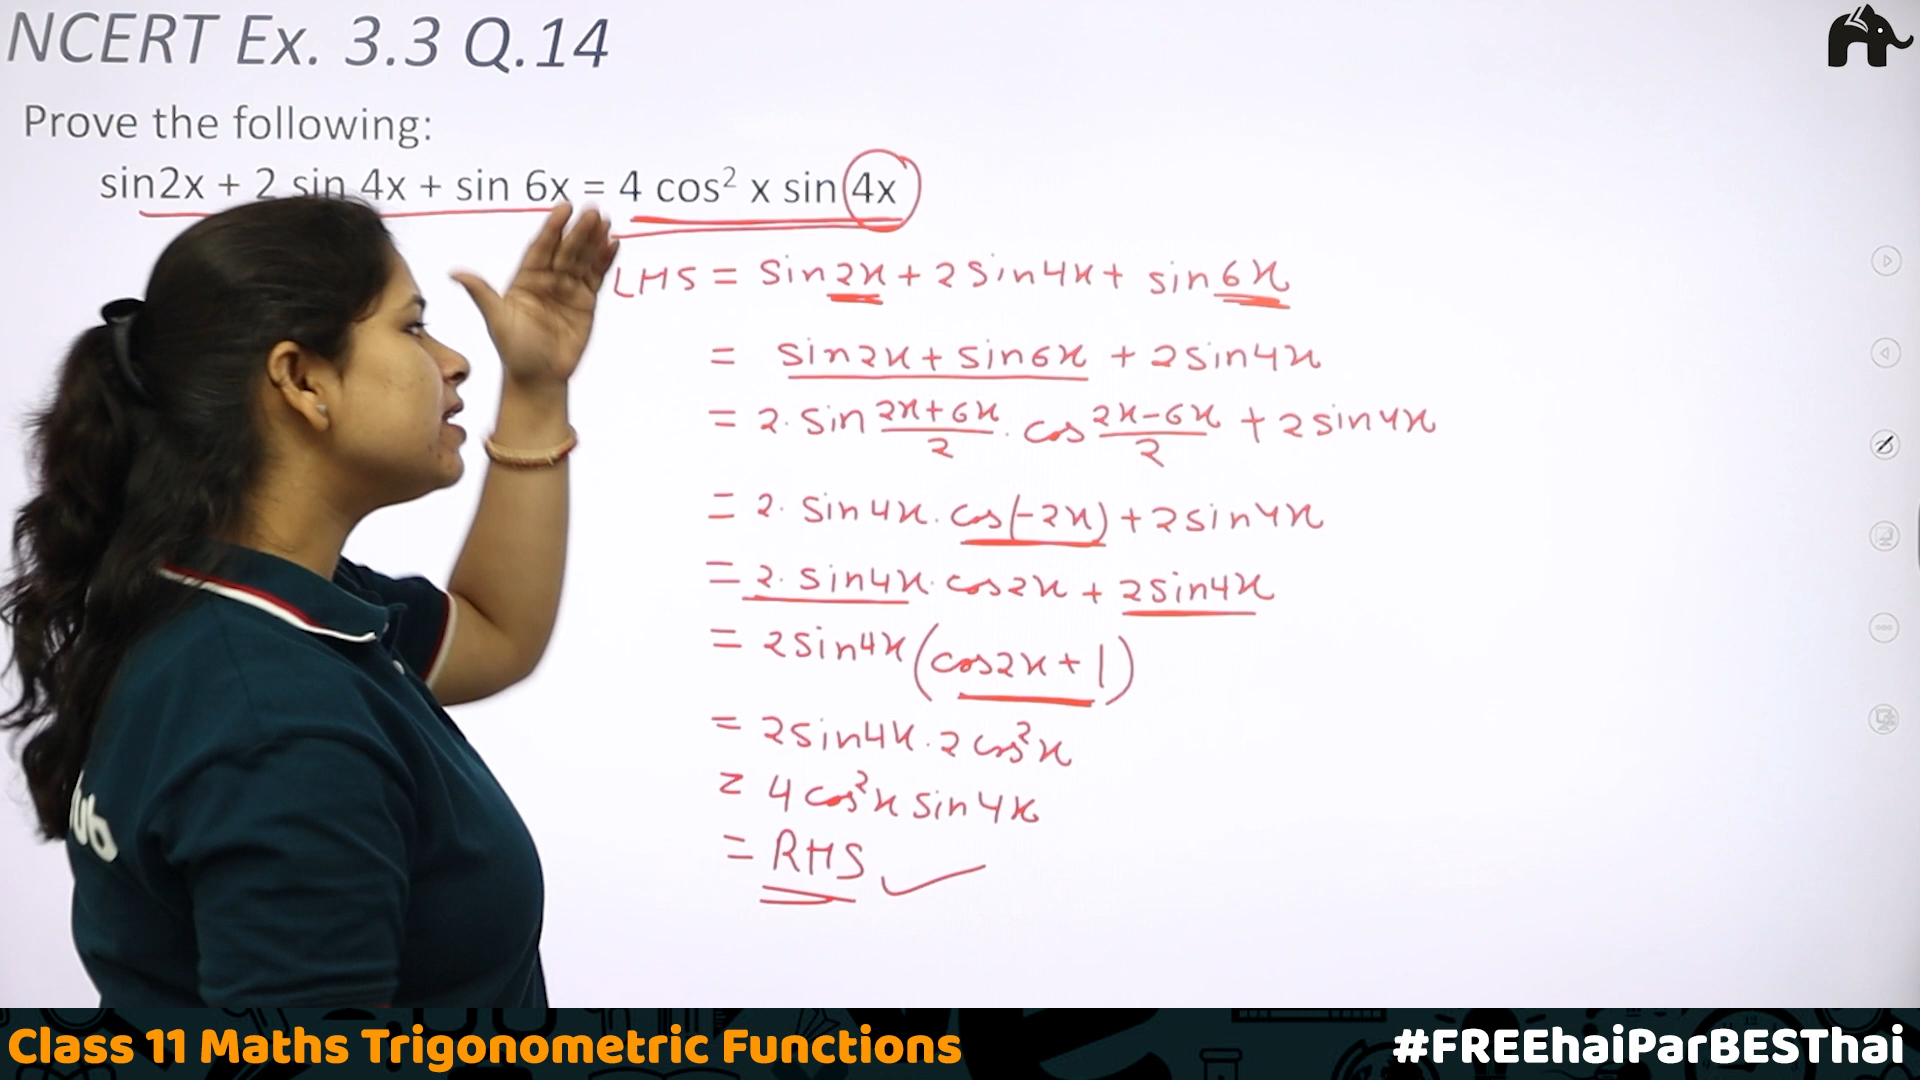 NCERT Ex. 3.3 Q.14
Prove the following:
sin2x + 2 sin 4x + sin 6x = 4 cos² x sin 4x
LHS = sin2x + 2sin4x + sin6x
= sin2x + sin6x + 2sin4x
= 2. sin (2x+6x)/2 . cos (2x-6x)/2 + 2sin4x
= 2. sin4x. cos(-2x) + 2sin4x
= 2. sin4x. cos2x + 2sin4x
= 2sin4x(cos2x + 1)
= 2sin4x. 2cos²x
= 4cos²x sin4x
= RHS ✓
ub
Class 11 Maths Trigonometric Functions
#FREEhaiParBESThai